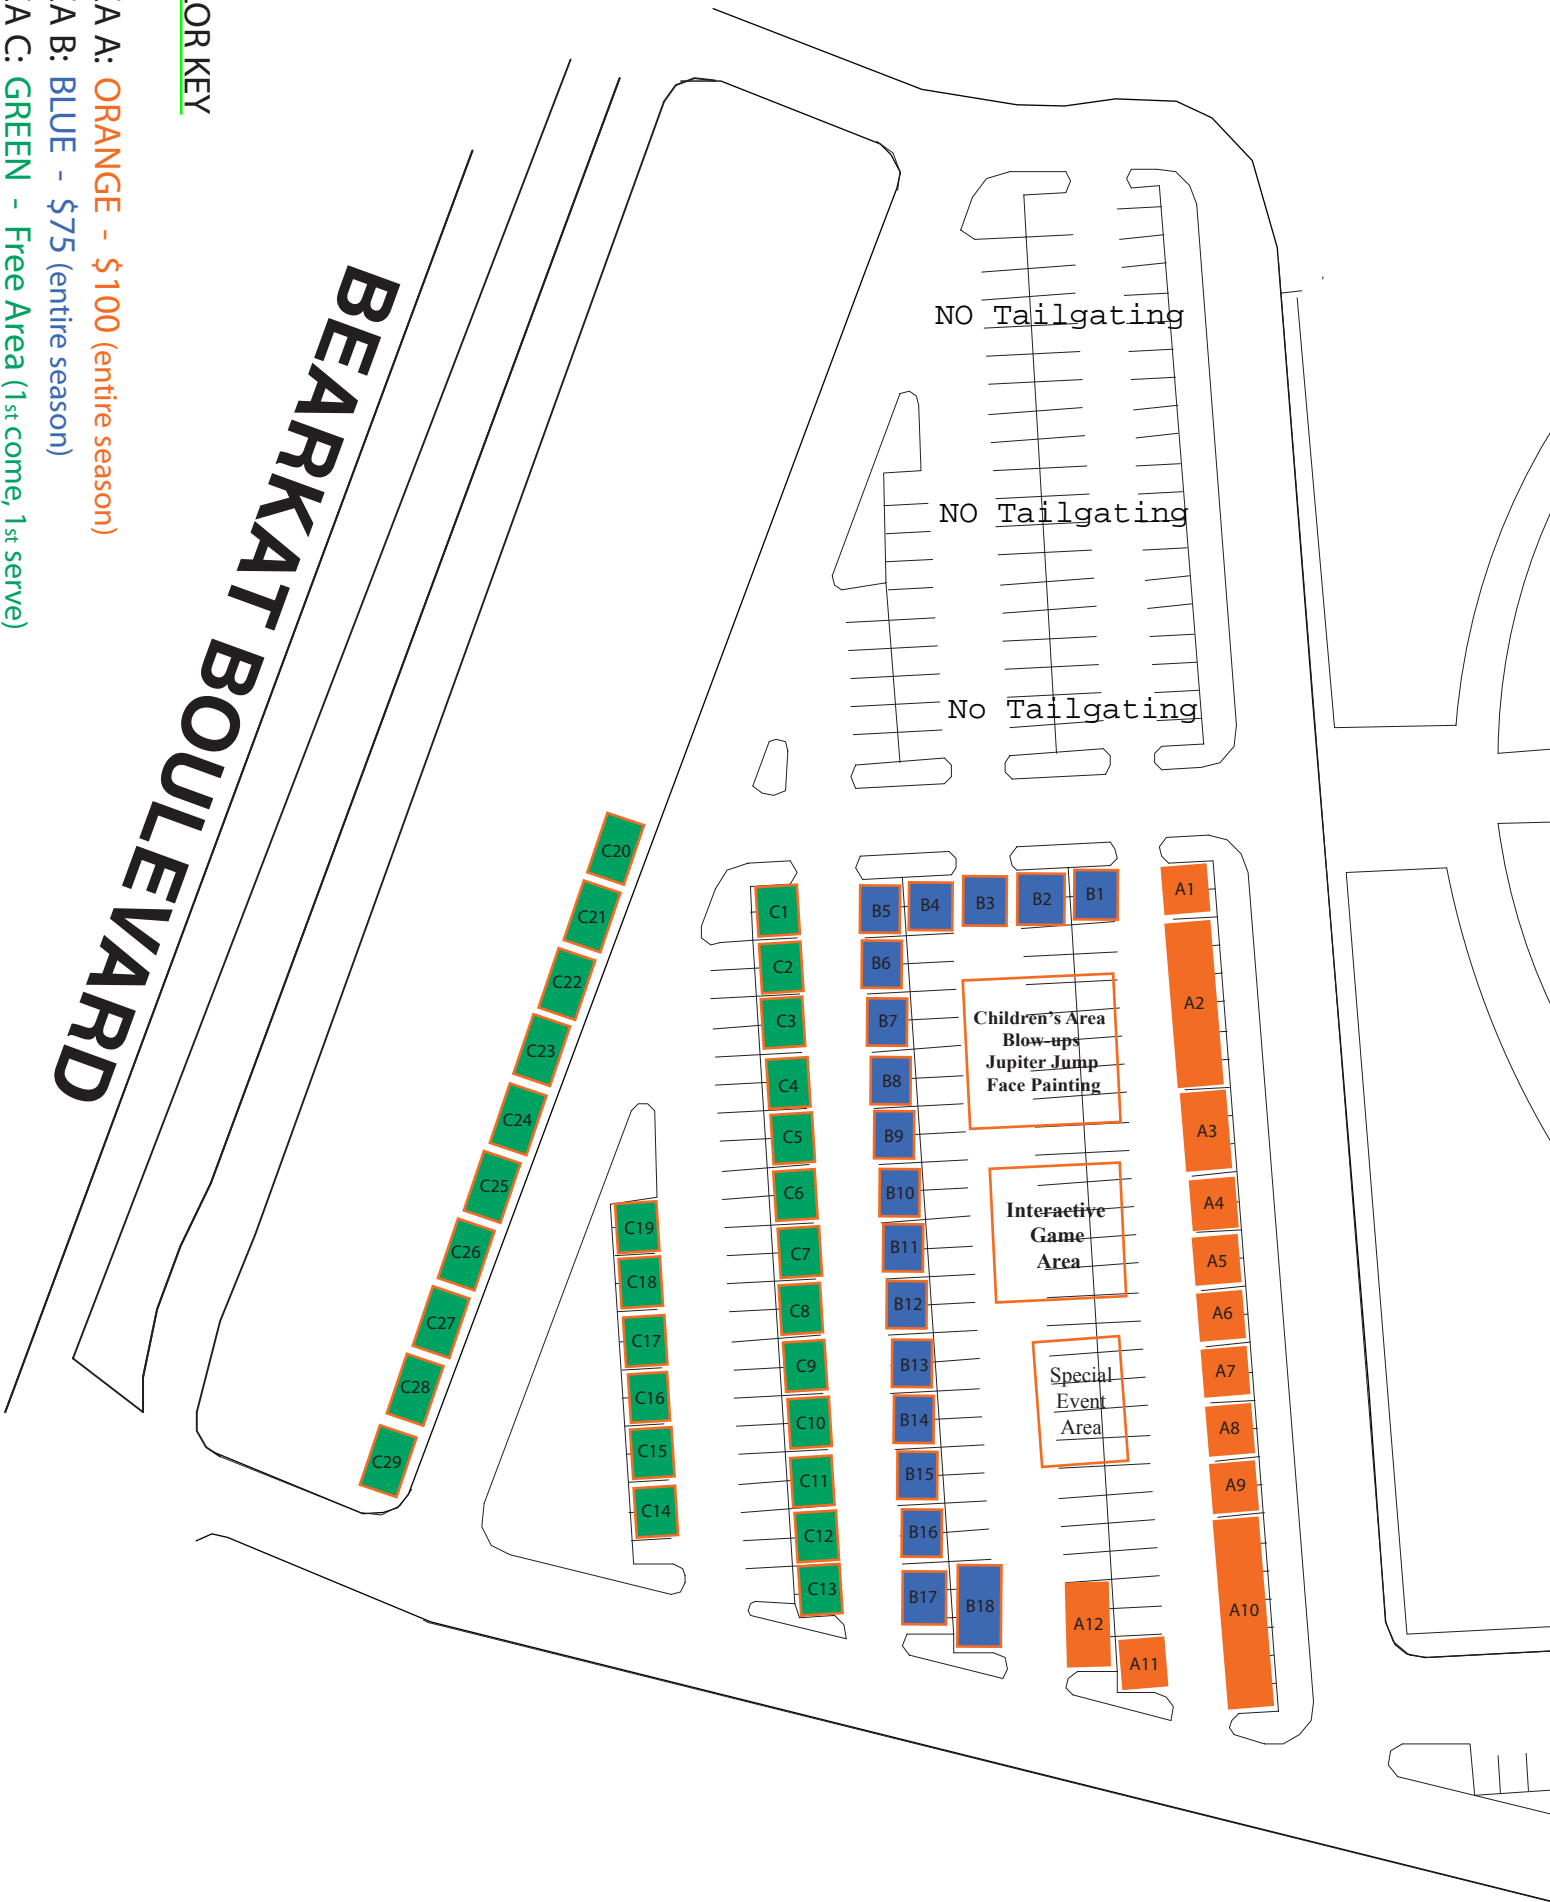 LOR KEY
A A: ORANGE - $100 (entire season)
A B: BLUE - $75 (entire season)
A C: GREEN - Free Area (1st come, 1st serve)
BEARKAT BOULEVARD
NO Tailgating
NO Tailgating
No Tailgating
C20
C21
C22
C23
C24
C25
C26
C27
C28
C29
C19
C18
C17
C16
C15
C14
C1
C2
C3
C4
C5
C6
C7
C8
C9
C10
C11
C12
C13
B5
B4
B3
B2
B1
B6
B7
B8
B9
B10
B11
B12
B13
B14
B15
B16
B17
B18
Children's Area
Blow-ups
Jupiter Jump
Face Painting
Interactive
Game
Area
Special
Event
Area
A1
A2
A3
A4
A5
A6
A7
A8
A9
A10
A12
A11